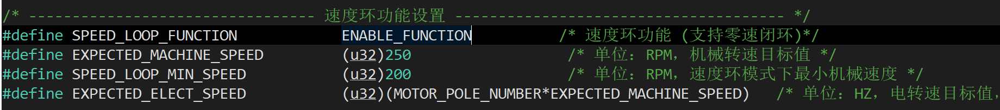 /* --------------------------------- 速度环功能设置 -------------------------------------- */
#define SPEED_LOOP_FUNCTION ENABLE_FUNCTION /* 速度环功能 (支持零速闭环)*/
#define EXPECTED_MACHINE_SPEED (u32)250 /* 单位: RPM, 机械转速目标值 */
#define SPEED_LOOP_MIN_SPEED (u32)200 /* 单位: RPM, 速度环模式下最小机械速度 */
#define EXPECTED_ELECT_SPEED (u32)(MOTOR_POLE_NUMBER*EXPECTED_MACHINE_SPEED) /* 单位: HZ, 电转速目标值,